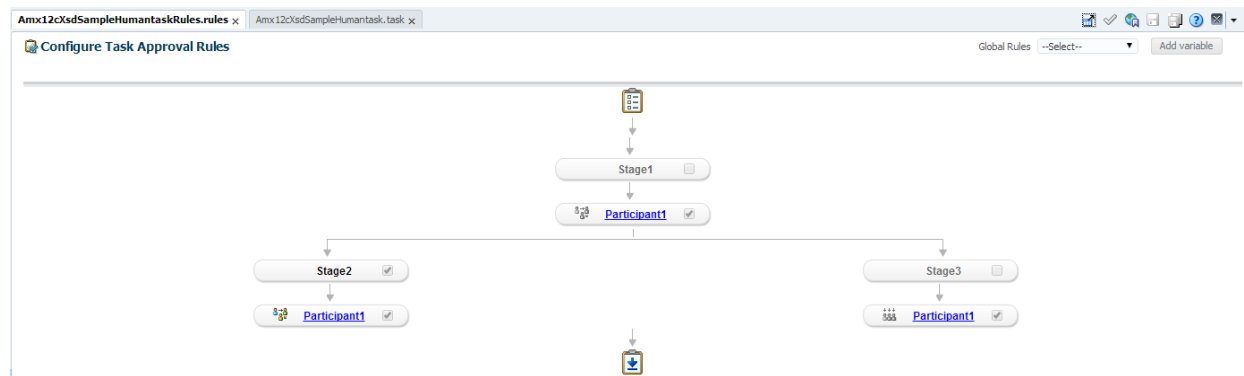 Amx12cXsdSampleHumantaskRules.rules x Amx12cXsdSampleHumantask.task x
Configure Task Approval Rules Global Rules --Select-- Add variable
Stage1
Participant1
Stage2 Stage3
Participant1 Participant1